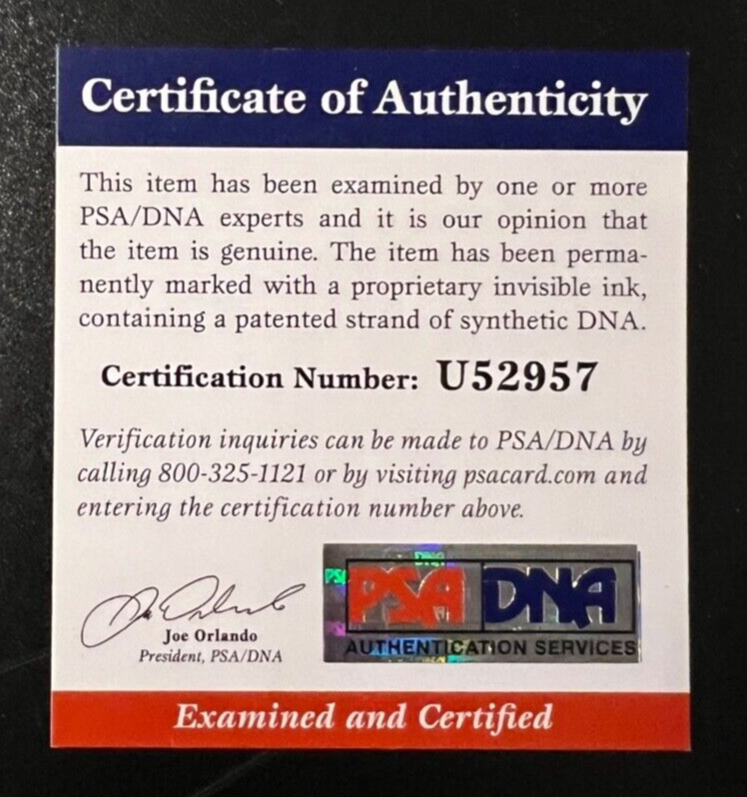 Certificate of Authenticity
This item has been examined by one or more
PSA/DNA experts and it is our opinion that
the item is genuine. The item has been perma-
nently marked with a proprietary invisible ink,
containing a patented strand of synthetic DNA.
Certification Number: U52957
Verification inquiries can be made to PSA/DNA by
calling 800-325-1121 or by visiting psacard.com and
entering the certification number above.
Joe Orlando
President, PSA/DNA
PSA DNA
AUTHENTICATION SERVICES
Examined and Certified